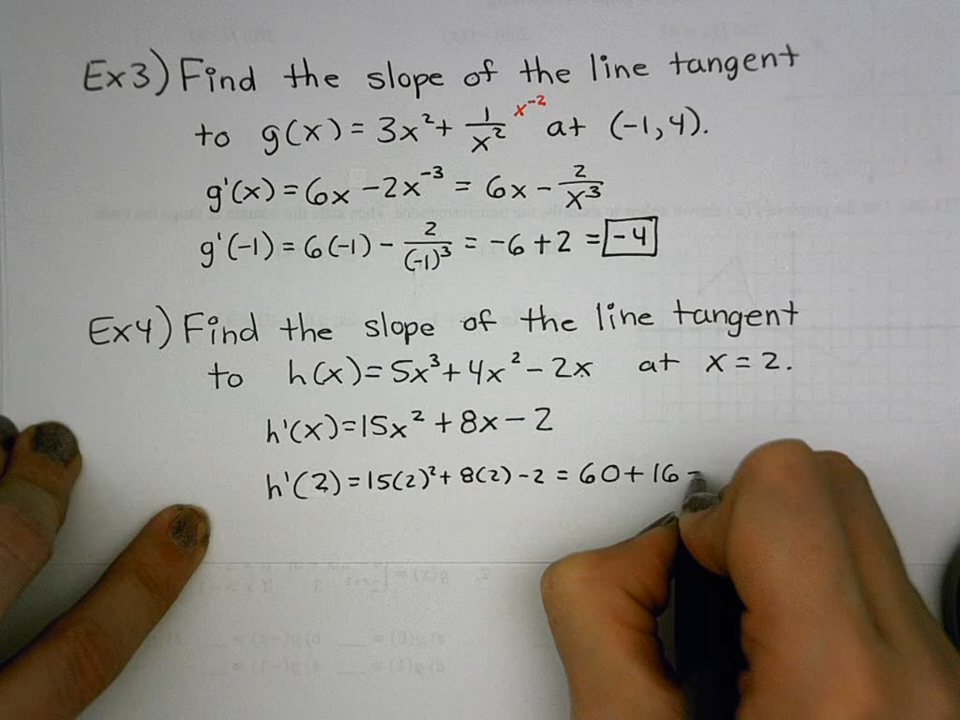 Ex3) Find the slope of the line tangent
to g(x) = 3x² + 1/x² x⁻² at (-1, 4).
g'(x) = 6x - 2x⁻³ = 6x - 2/x³
g'(-1) = 6(-1) - 2/(-1)³ = -6 + 2 = -4
Ex4) Find the slope of the line tangent
to h(x) = 5x³ + 4x² - 2x at x = 2.
h'(x) = 15x² + 8x - 2
h'(2) = 15(2)² + 8(2) - 2 = 60 + 16 -